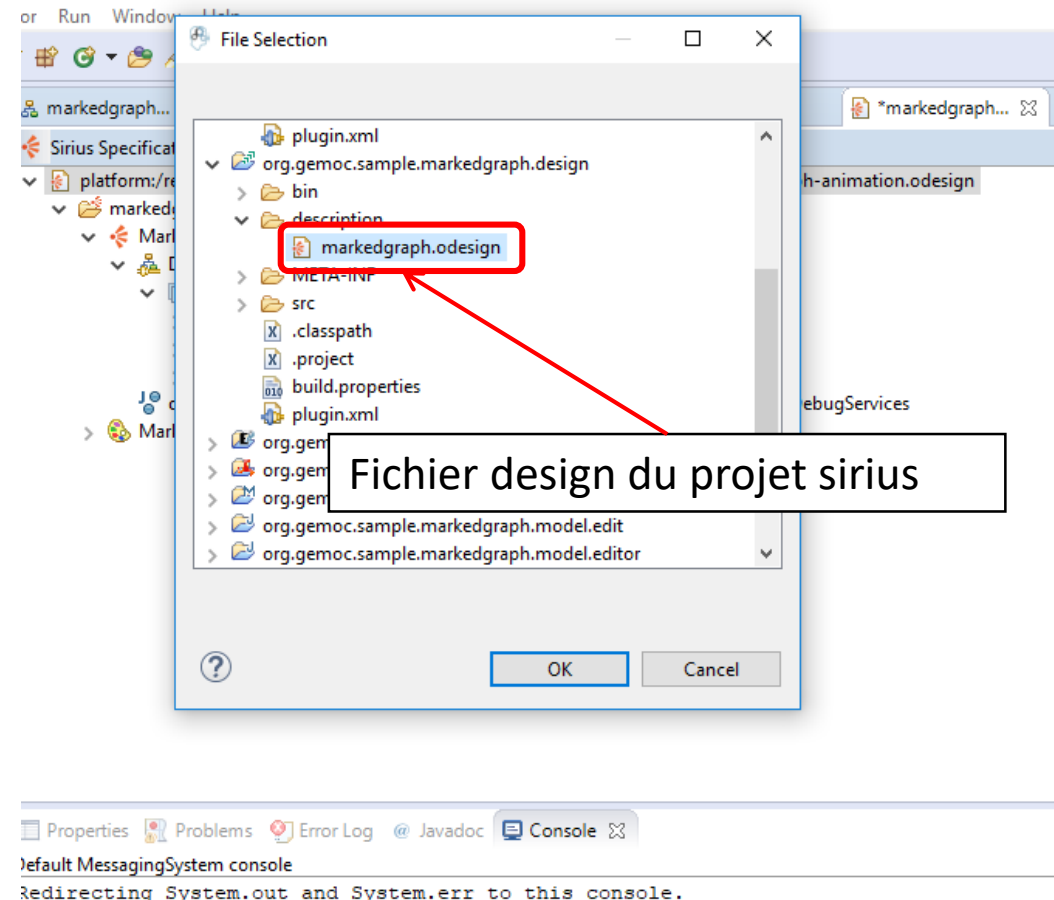 or Run Window Help
File Selection
markedgraph...
*markedgraph...
plugin.xml
Sirius Specificat
org.gemoc.sample.markedgraph.design
platform:/re
h-animation.odesign
bin
marked
description
Mar
markedgraph.odesign
D
META-INF
src
.classpath
.project
build.properties
ebugServices
plugin.xml
Mar
org.gem
Fichier design du projet sirius
org.gem
org.gem
org.gemoc.sample.markedgraph.model.edit
org.gemoc.sample.markedgraph.model.editor
OK Cancel
Properties Problems Error Log Javadoc Console
Default MessagingSystem console
Redirecting System.out and System.err to this console.